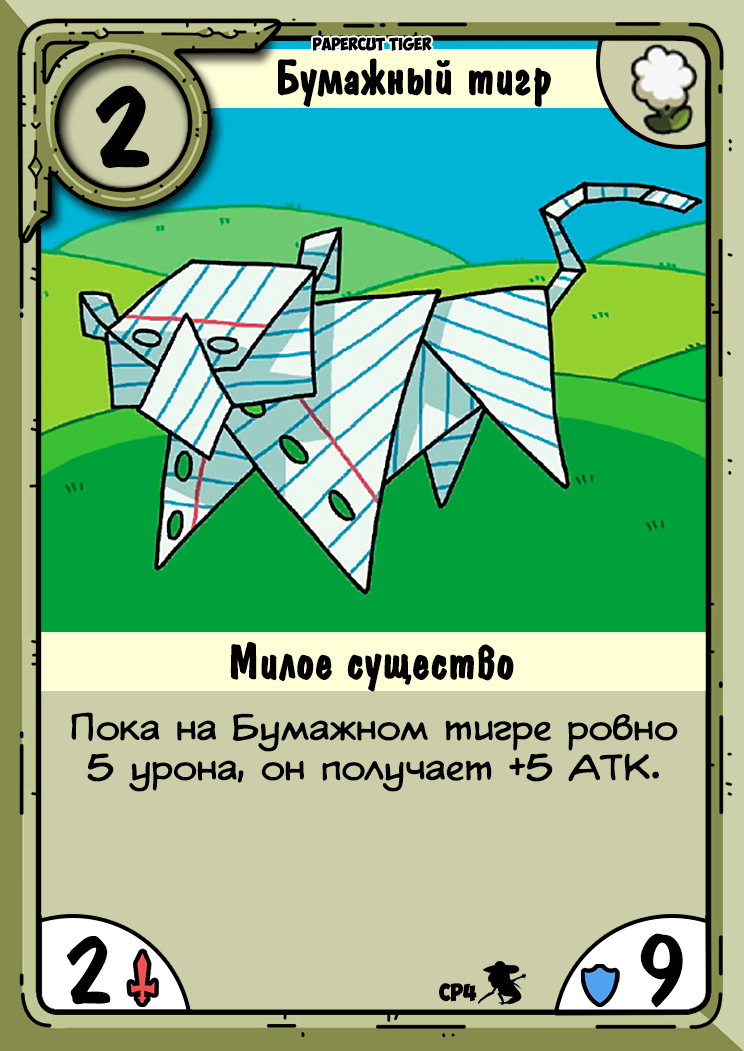 PAPERCUT TIGER
2
Бумажный тигр
Милое существо
Пока на Бумажном тигре ровно
5 урона, он получает +5 АТК.
2
CP4
9